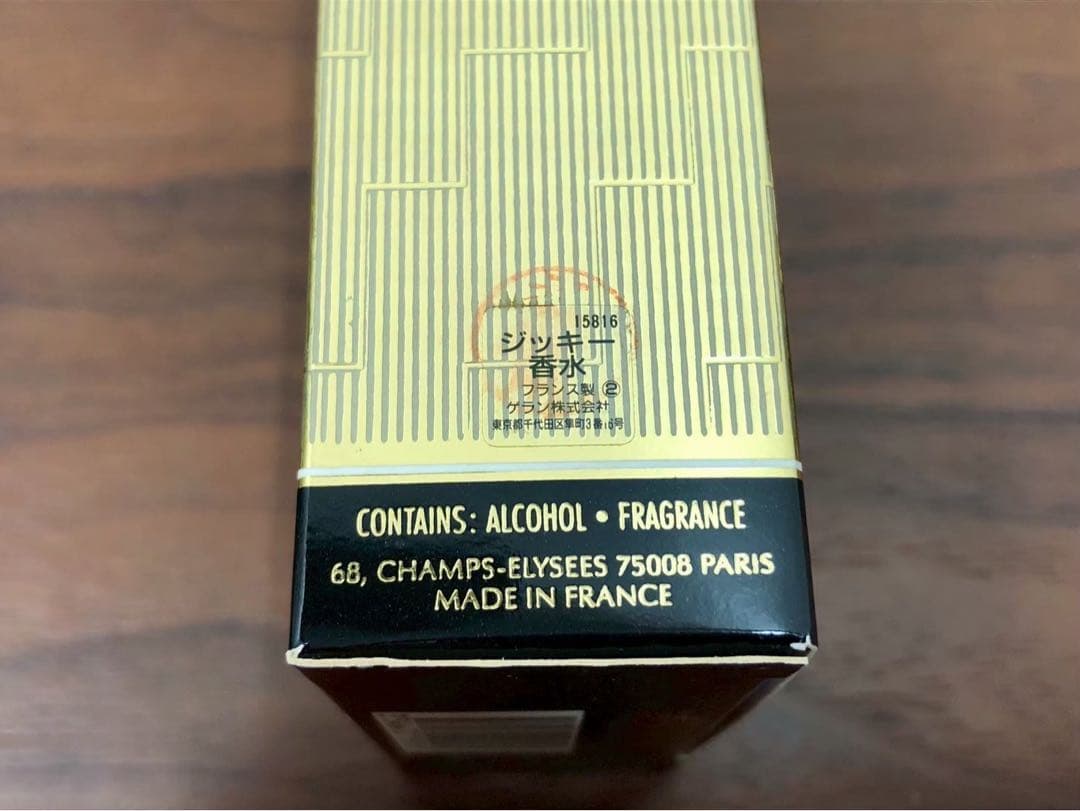 15816
ジッキー
香水
フランス製 ②
ゲラン株式会社
東京都千代田区隼町3番16号
CONTAINS: ALCOHOL • FRAGRANCE
68, CHAMPS-ELYSEES 75008 PARIS
MADE IN FRANCE